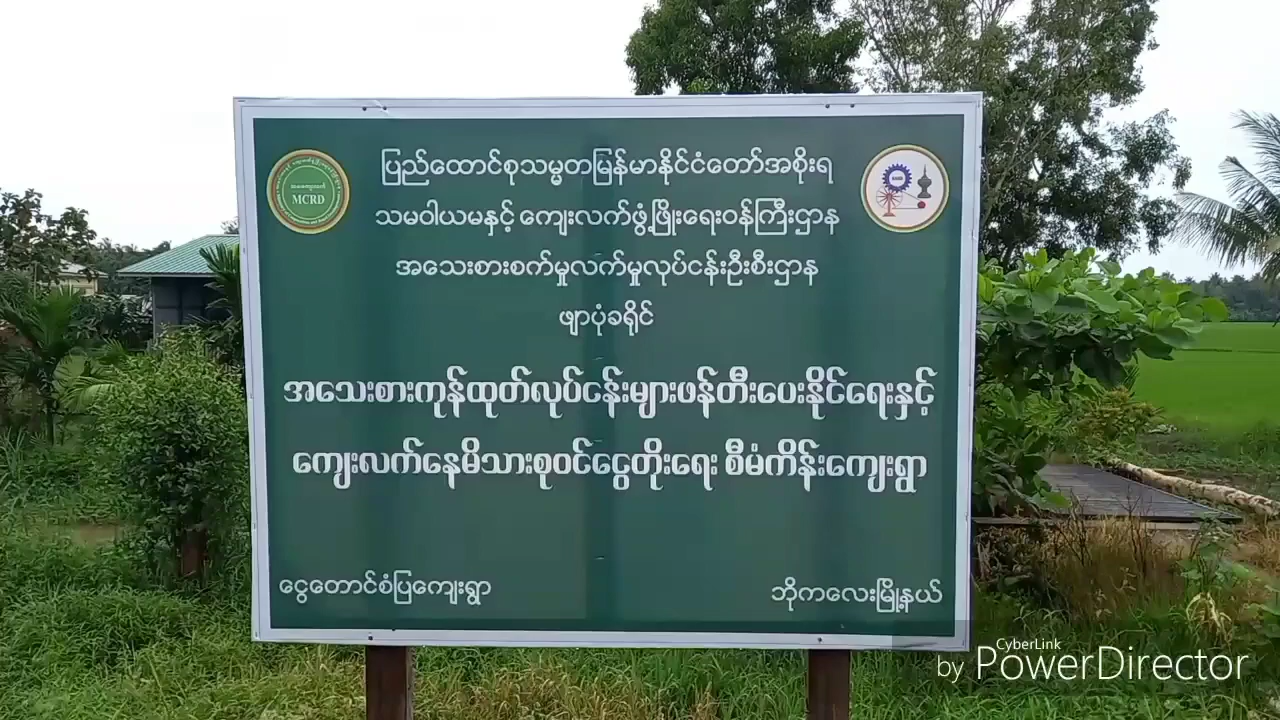 ပြည်ထောင်စုသမ္မတမြန်မာနိုင်ငံတော်အစိုးရ
သမဝါယမနှင့် ကျေးလက်ဖွံ့ဖြိုးရေးဝန်ကြီးဌာန
အသေးစားစက်မှုလက်မှုလုပ်ငန်းဦးစီးဌာန
ဖျာပုံခရိုင်
အသေးစားကုန်ထုတ်လုပ်ငန်းများဖန်တီးပေးနိုင်ရေးနှင့်
ကျေးလက်နေမိသားစုဝင်ငွေတိုးရေး စီမံကိန်းကျေးရွာ
ငွေတောင်စံပြကျေးရွာ
ဘိုကလေးမြို့နယ်
MCRD
CyberLink
by PowerDirector